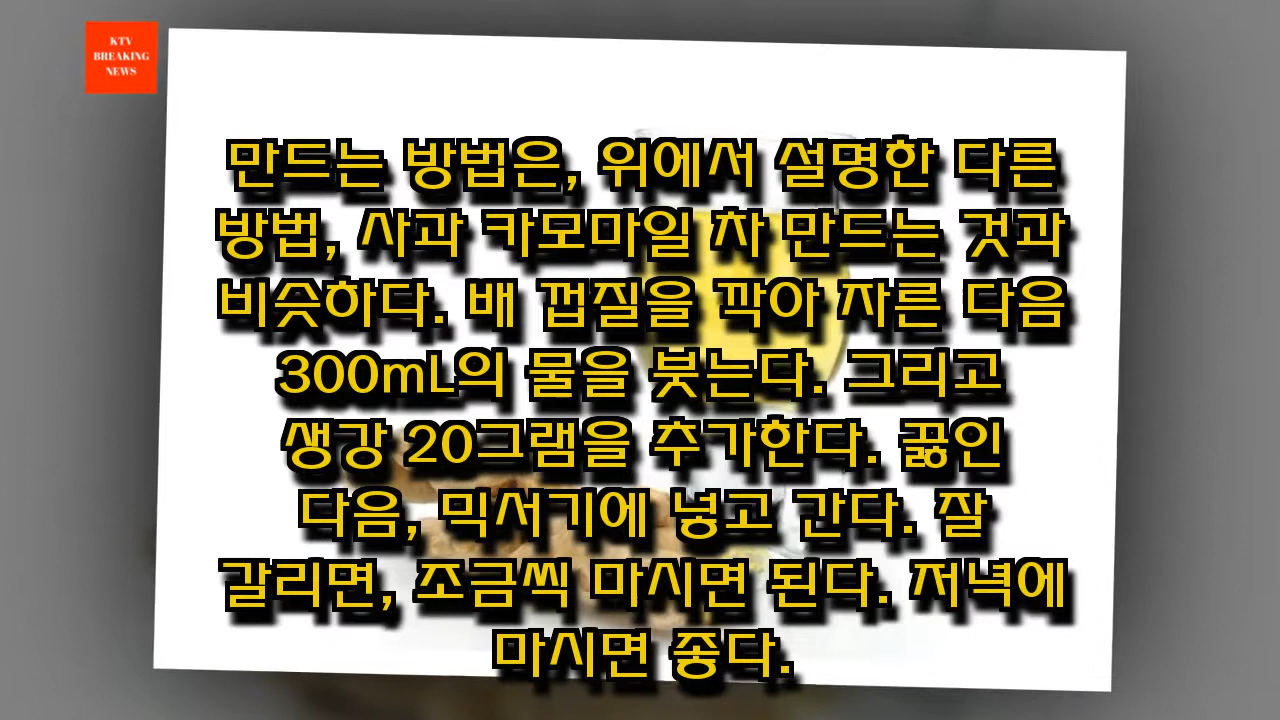 KTV
BREAKING
NEWS
만드는 방법은, 위에서 설명한 다른
방법, 사과 카모마일 차 만드는 것과
비슷하다. 배 껍질을 깍아 자른 다음
300mL의 물을 붓는다. 그리고
생강 20그램을 추가한다. 끓인
다음, 믹서기에 넣고 간다. 잘
갈리면, 조금씩 마시면 된다. 저녁에
마시면 좋다.